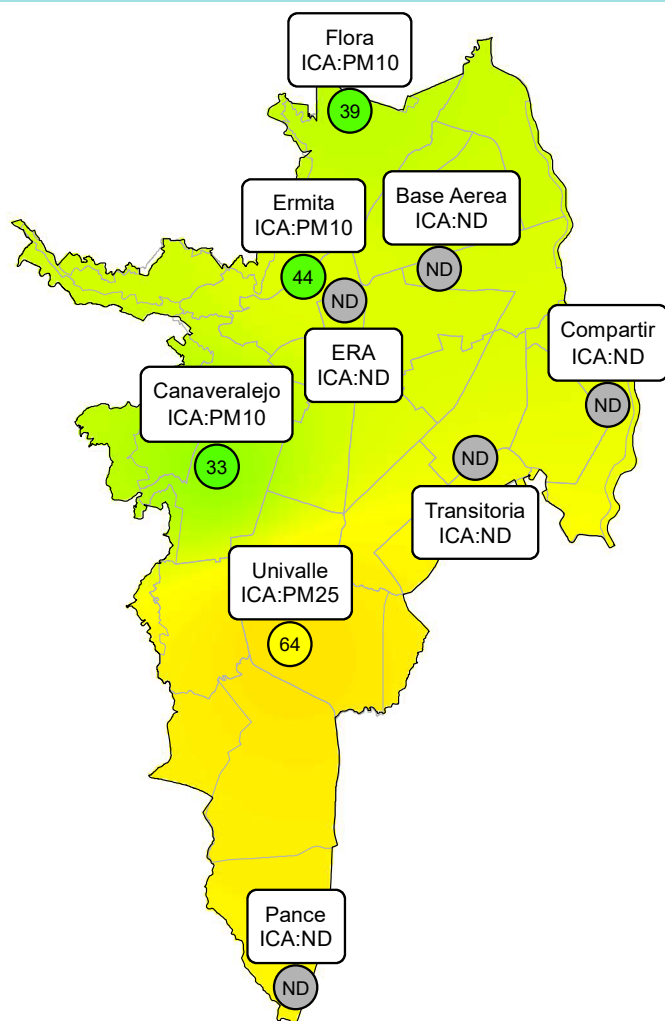 Flora
ICA:PM10
39
Ermita
ICA:PM10
44
Base Aerea
ICA:ND
ND
ND
ERA
ICA:ND
Compartir
ICA:ND
ND
Canaveralejo
ICA:PM10
33
ND
Transitoria
ICA:ND
Univalle
ICA:PM25
64
Pance
ICA:ND
ND